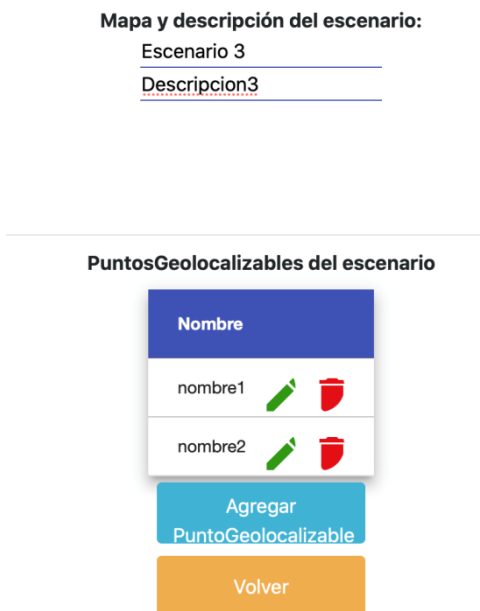 Mapa y descripción del escenario:
Escenario 3
Descripcion3
PuntosGeolocalizables del escenario
Nombre
nombre1
nombre2
Agregar
PuntoGeolocalizable
Volver